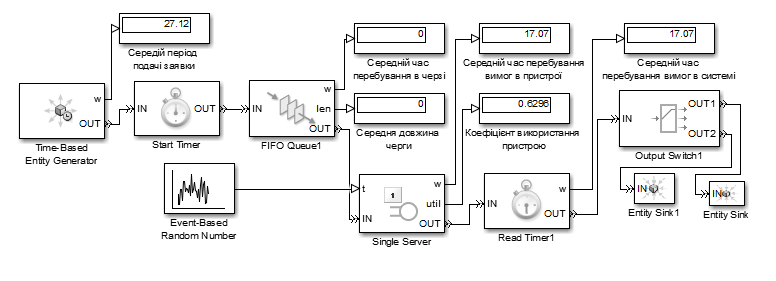 27.12
Середій період
подачі заявки
0
Середній час
перебування в черзі
17.07
Середній час перебування
вимог в пристрої
17.07
Середній час
перебування вимог в системі
w
OUT
Time-Based
Entity Generator
IN
OUT
Start Timer
IN
w
len
OUT
FIFO Queue1
0
Середня довжина
черги
0.6296
Коефіцієнт використання
пристрою
IN
OUT1
OUT2
Output Switch1
Event-Based
Random Number
t
IN
1
w
util
OUT
Single Server
IN
w
OUT
Read Timer1
IN
Entity Sink1
IN
Entity Sink